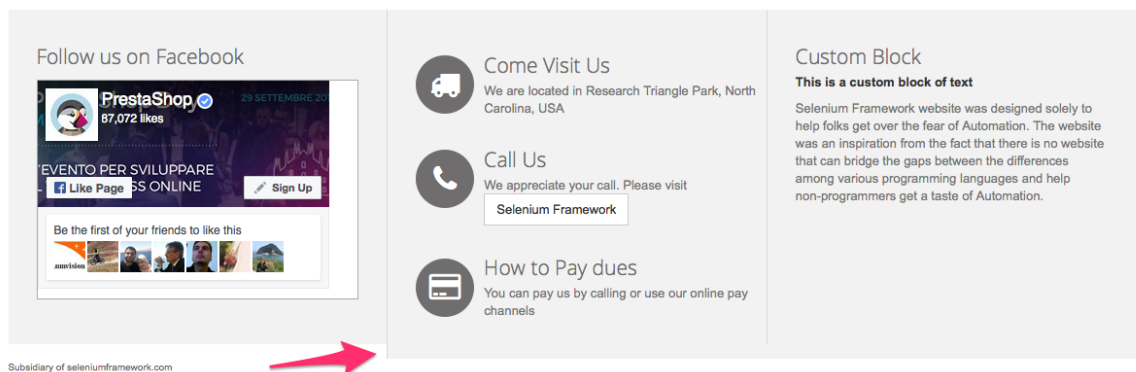 Follow us on Facebook
PrestaShop
87,072 likes
29 SETTEMBRE
EVENTO PER SVILUPPARE
SS ONLINE
Like Page
Sign Up
Be the first of your friends to like this
Come Visit Us
We are located in Research Triangle Park, North
Carolina, USA
Call Us
We appreciate your call. Please visit
Selenium Framework
How to Pay dues
You can pay us by calling or use our online pay
channels
Custom Block
This is a custom block of text
Selenium Framework website was designed solely to
help folks get over the fear of Automation. The website
was an inspiration from the fact that there is no website
that can bridge the gaps between the differences
among various programming languages and help
non-programmers get a taste of Automation.
Subsidiary of seleniumframework.com